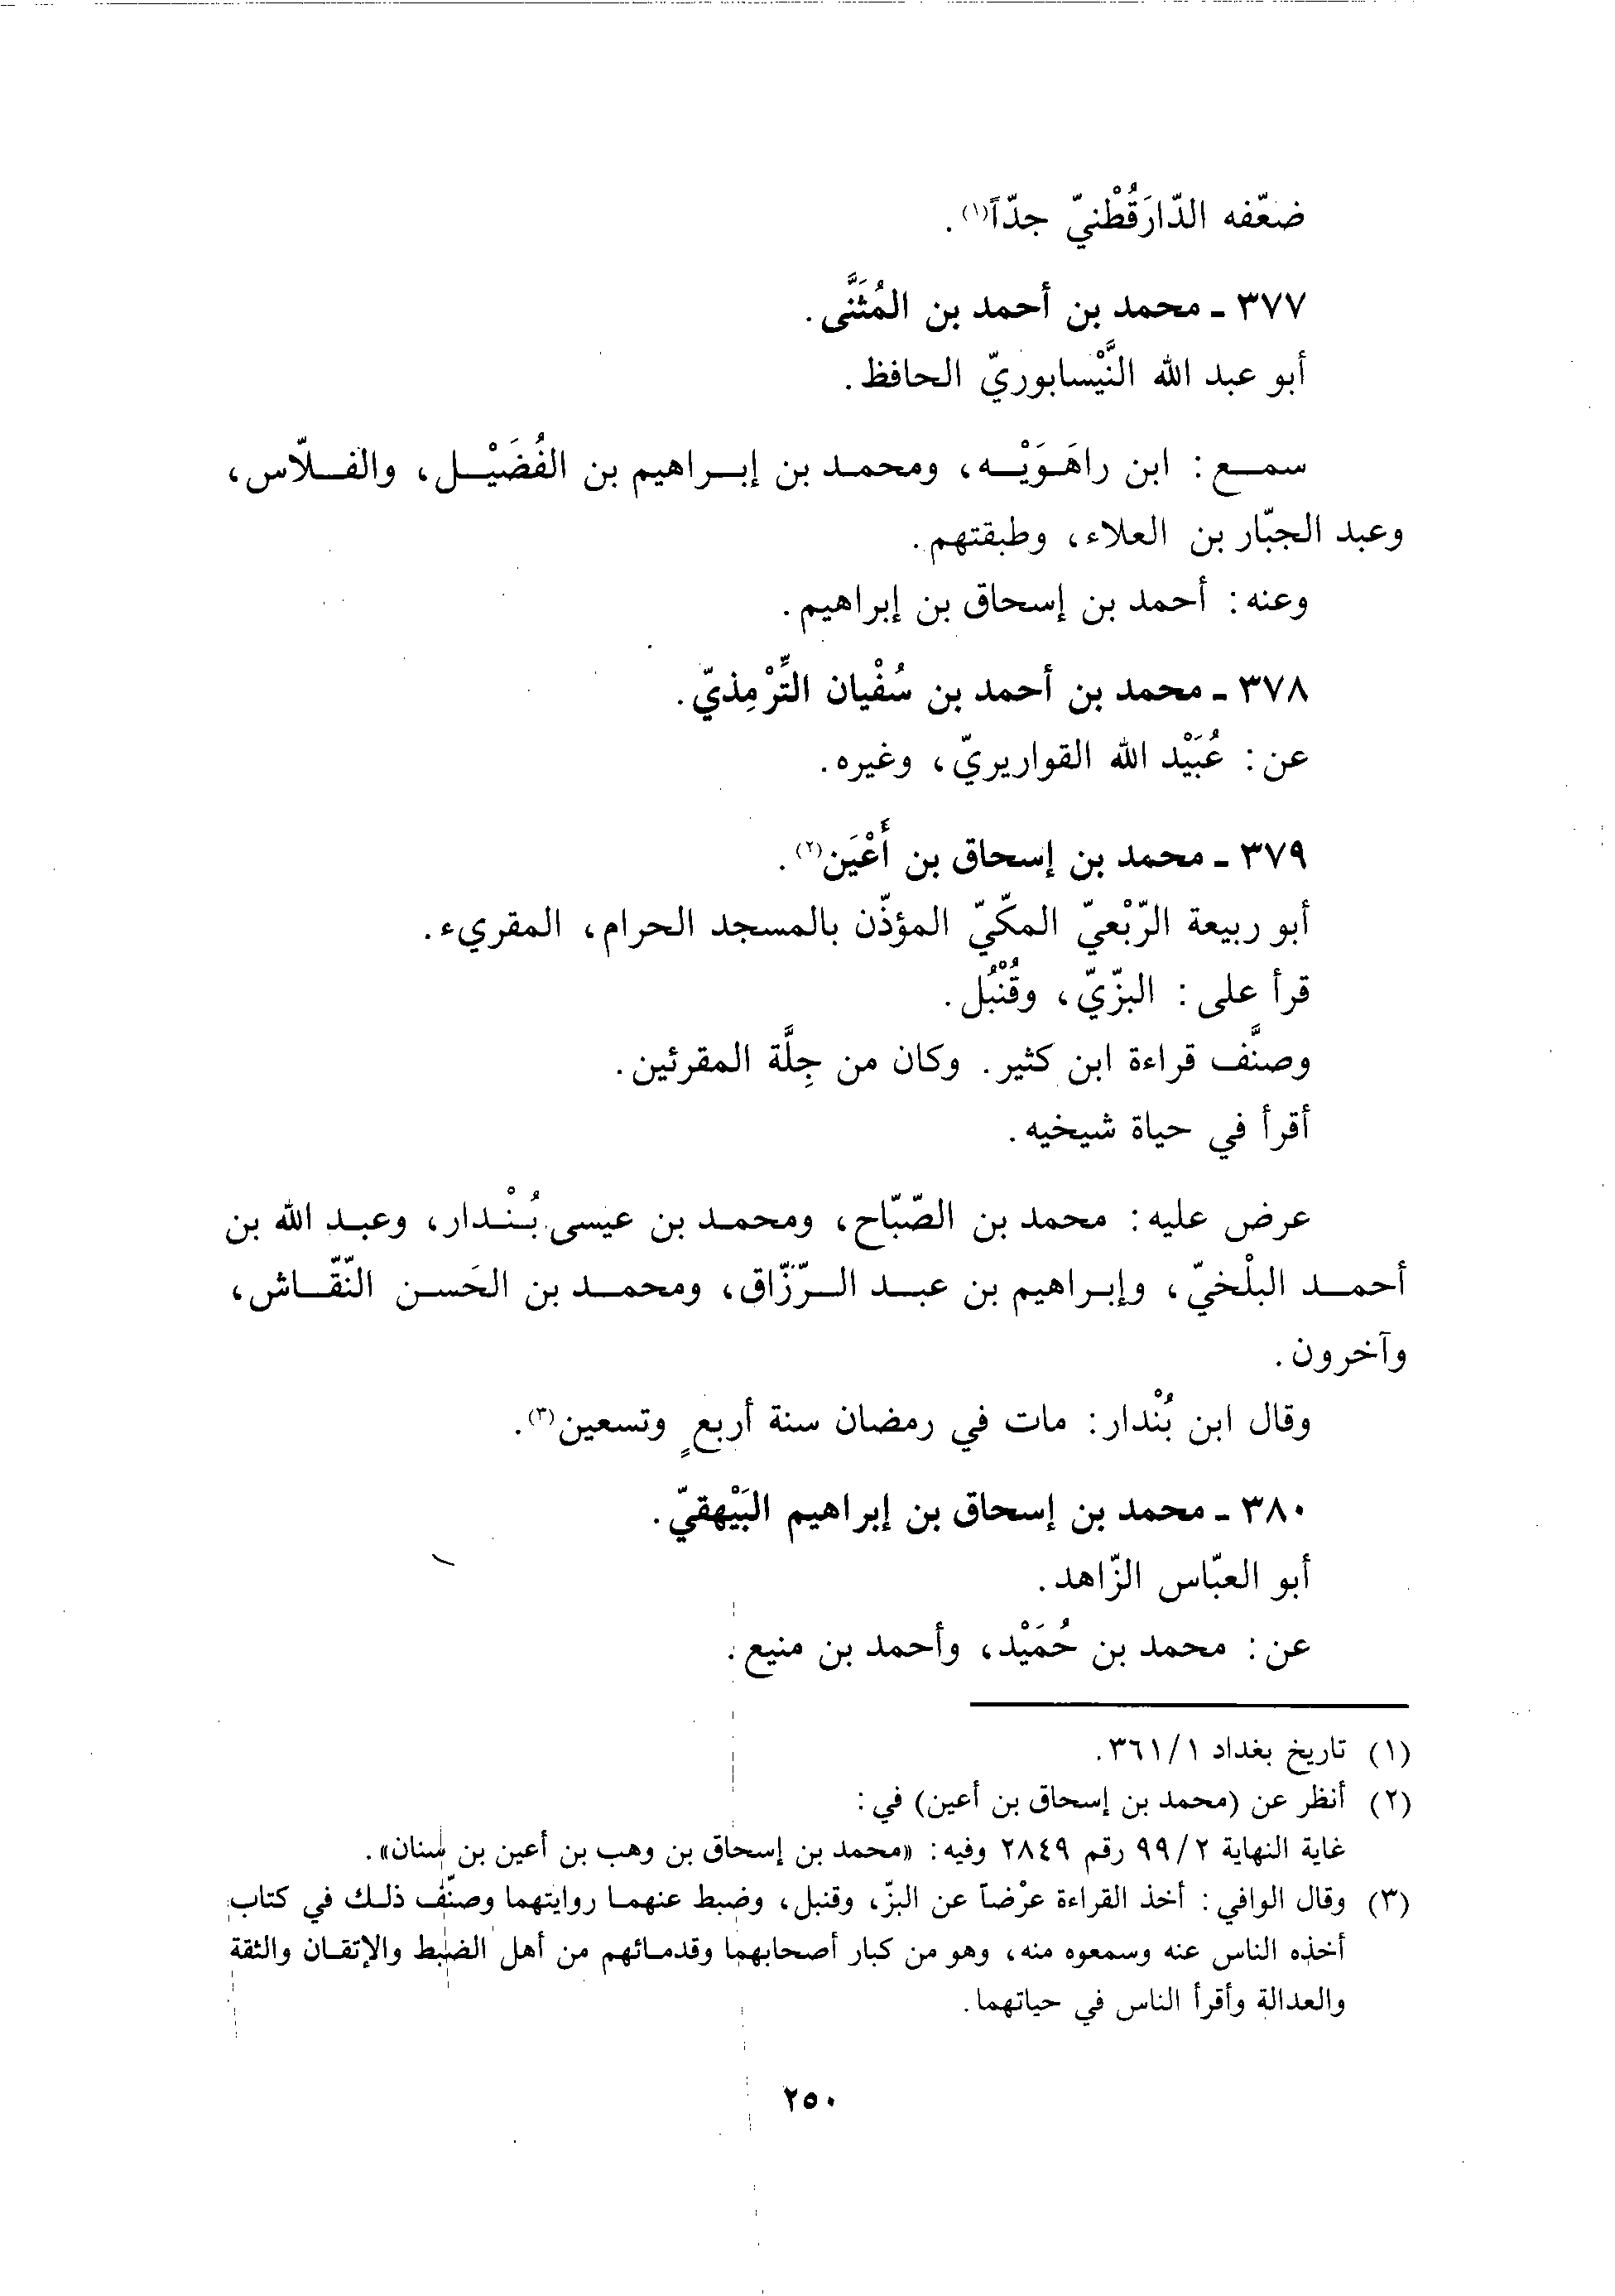 ضعّفه الدّارَقُطْنيّ جدّاً(١).
٣٧٧ ـ محمد بن أحمد بن المُثَنَّى.
أبو عبد الله النَّيْسابوريّ الحافظ.
سمع: ابن راهَوَيْه، ومحمد بن إبراهيم بن الفُضَيْل، والفلّاس،
وعبد الجبّار بن العلاء، وطبقتهم.
وعنه: أحمد بن إسحاق بن إبراهيم.
٣٧٨ ـ محمد بن أحمد بن سُفْيان التِّرْمِذيّ.
عن: عُبَيْد الله القواريريّ، وغيره.
٣٧٩ ـ محمد بن إسحاق بن أَعْيَن(٢).
أبو ربيعة الرّبْعيّ المكّيّ المؤذّن بالمسجد الحرام، المقريء.
قرأ على: البزّيّ، وقُنْبُل.
وصنَّف قراءة ابن كثير. وكان من جِلَّة المقرئين.
أقرأ في حياة شيخيه.
عرض عليه: محمد بن الصّبّاح، ومحمد بن عيسى بُنْدار، وعبد الله بن
أحمد البلْخيّ، وإبراهيم بن عبد الرّزّاق، ومحمد بن الحَسن النّقّاش،
وآخرون.
وقال ابن بُنْدار: مات في رمضان سنة أربعٍ وتسعين(٣).
٣٨٠ ـ محمد بن إسحاق بن إبراهيم البَيْهقيّ.
أبو العبّاس الزّاهد.
عن: محمد بن حُمَيْد، وأحمد بن منيع.
(١) تاريخ بغداد ٣٦١/١.
(٢) أنظر عن (محمد بن إسحاق بن أعين) في:
غاية النهاية ٩٩/٢ رقم ٢٨٤٩ وفيه: «محمد بن إسحاق بن وهب بن أعين بن سنان».
(٣) وقال الوافي: أخذ القراءة عرْضاً عن البزّ، وقنبل، وضبط عنهما روايتهما وصنّف ذلك في كتاب
أخذه الناس عنه وسمعوه منه، وهو من كبار أصحابهما وقدمائهم من أهل الضبط والإتقان والثقة
والعدالة وأقرأ الناس في حياتهما.
٢٥٠